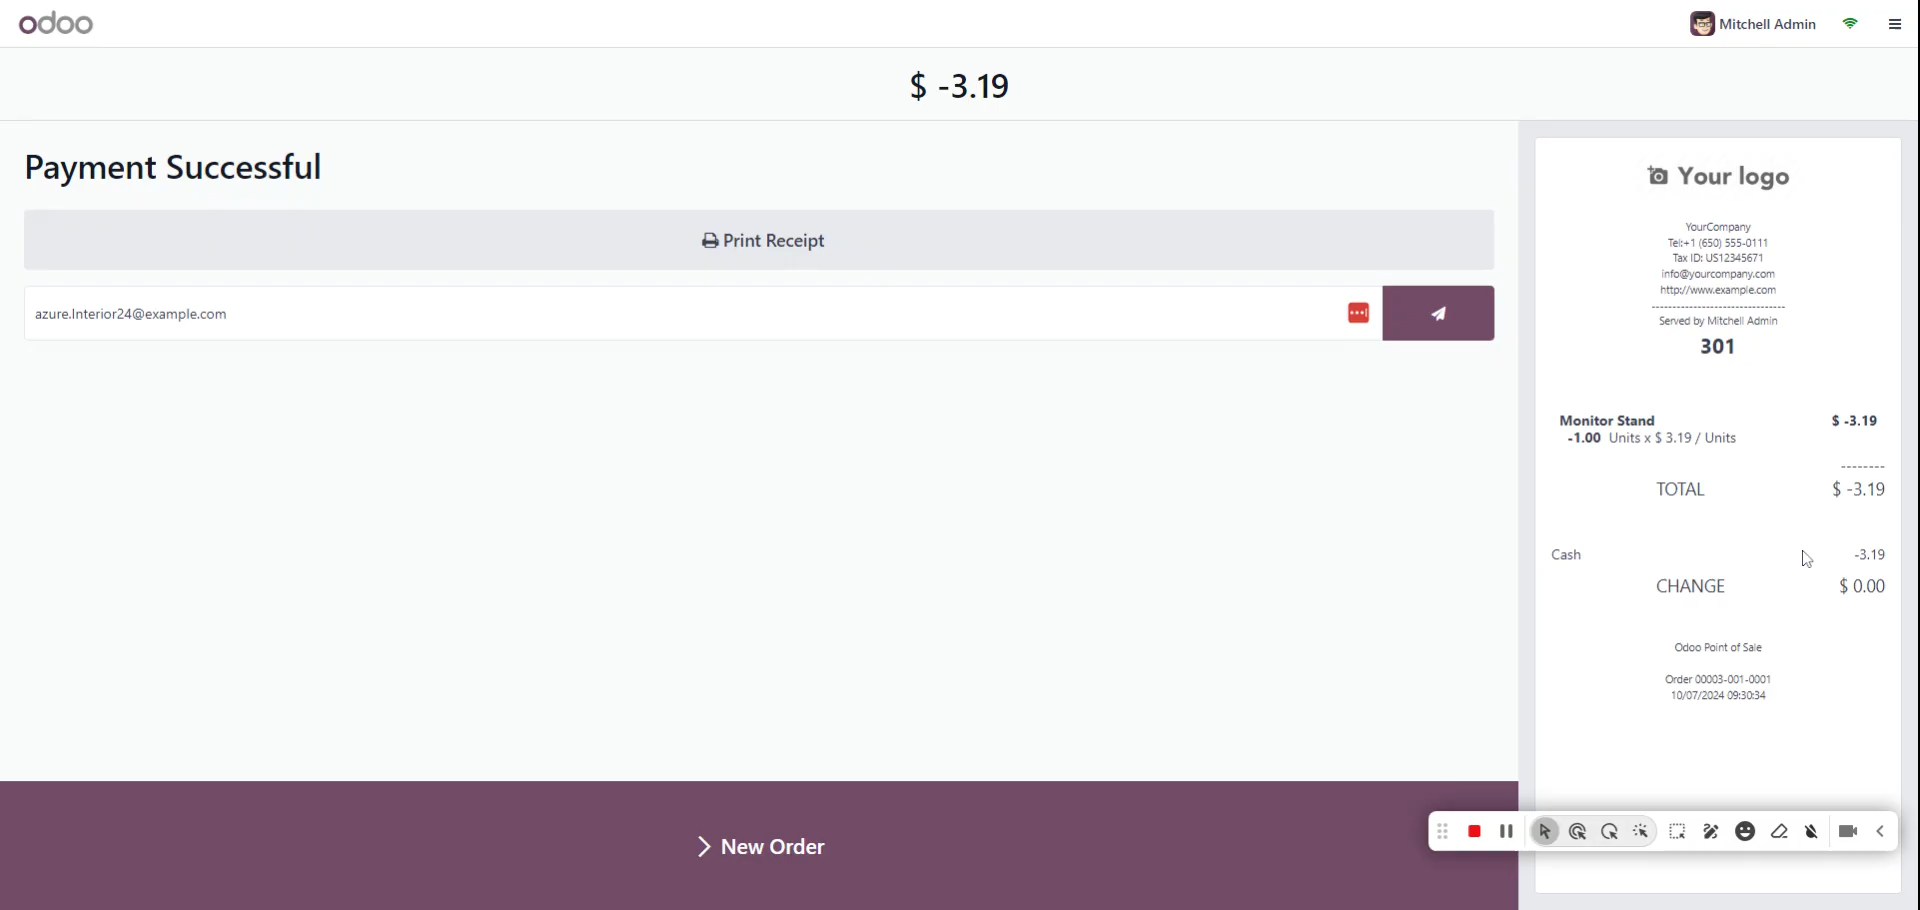 odoo
Mitchell Admin
$ -3.19
Payment Successful
Print Receipt
azure.Interior24@example.com
New Order
Your logo
YourCompany
Tel:+1 (650) 555-0111
Tax ID: US12345671
info@yourcompany.com
http://www.example.com
--------------------------------
Served by Mitchell Admin
301
Monitor Stand $ -3.19
-1.00 Units x $ 3.19 / Units
--------
TOTAL $ -3.19
Cash -3.19
CHANGE $ 0.00
Odoo Point of Sale
Order 00003-001-0001
10/07/2024 09:30:34